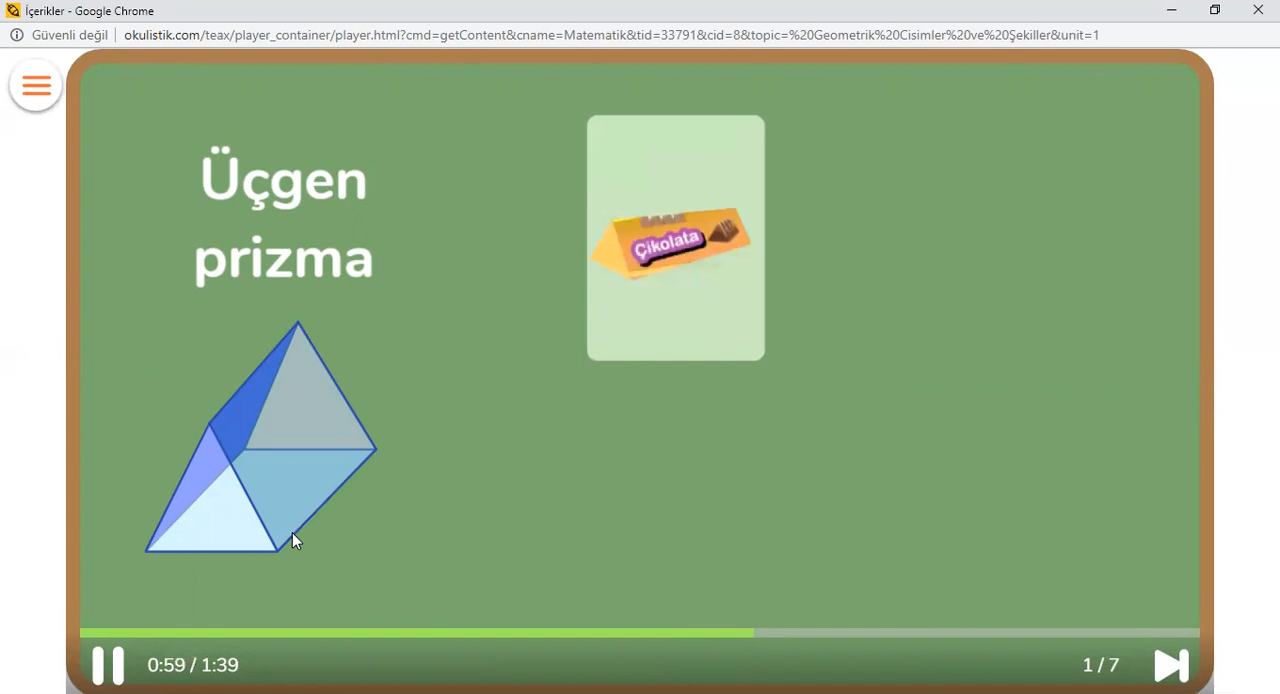 İçerikler - Google Chrome
Güvenli değil okulistik.com/teax/player_container/player.html?cmd=getContent&cname=Matematik&tid=33791&cid=8&topic=%20Geometrik%20Cisimler%20ve%20Şekiller&unit=1
Üçgen
prizma
Çikolata
0:59 / 1:39
1 / 7